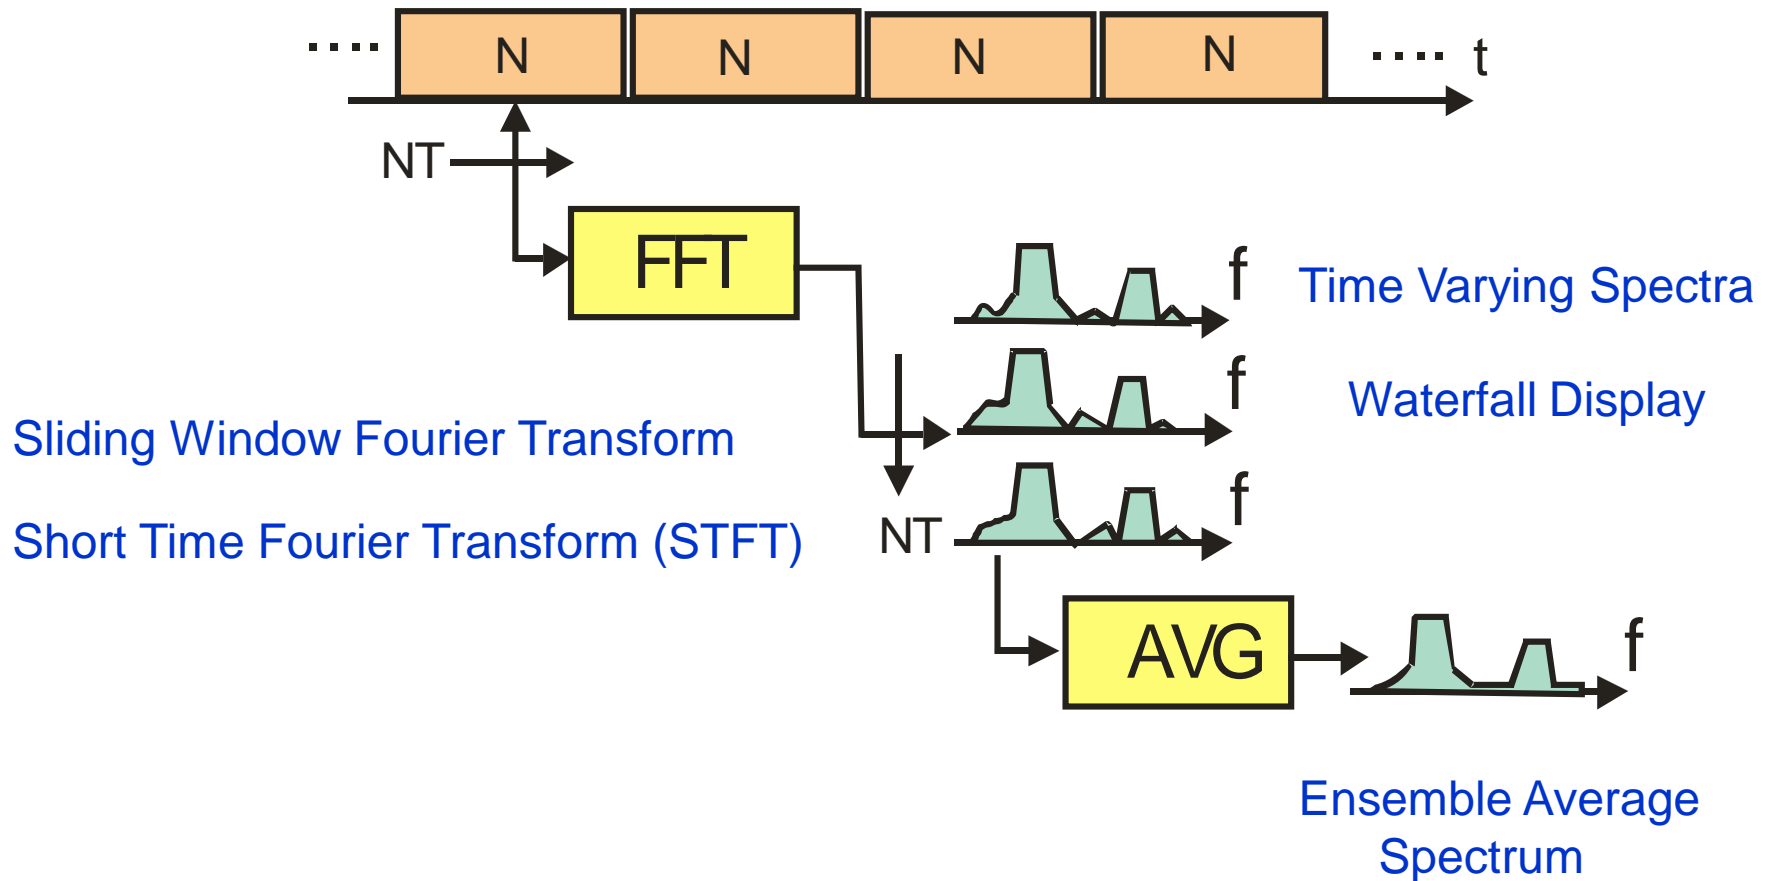 .... N N N N .... t
NT
FFT
f Time Varying Spectra
f Waterfall Display
Sliding Window Fourier Transform
f
Short Time Fourier Transform (STFT) NT
AVG f
Ensemble Average
Spectrum